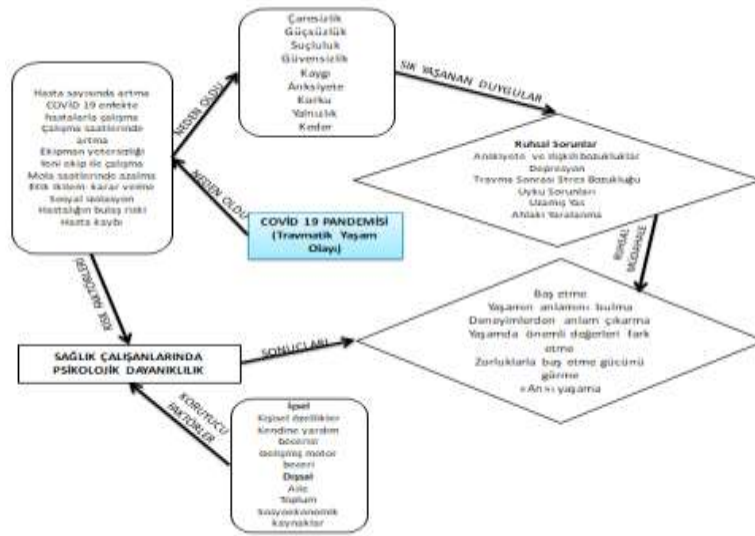 Çaresizlik
Güçsüzlük
Suçluluk
Güvensizlik
Kaygı
Anksiyete
Korku
Yalnızlık
Keder
SIK YAŞANAN DUYGULAR
NEDEN OLDU
Hasta sayısında artma
COVİD 19 enfekte
hastalarla çalışma
Çalışma saatlerinde
artma
Ekipman yetersizliği
Yeni ekip ile çalışma
Mola saatlerinde azalma
Etik ikilem karar verme
Sosyal izolasyon
Hastalığın bulaş riski
Hasta kaybı
Ruhsal Sorunlar
Anksiyete ve ilişkili bozukluklar
Depresyon
Travma Sonrası Stres Bozukluğu
Uyku Sorunları
Uzamış Yas
Ahlaki Yaralanma
NEDEN OLDU
COVİD 19 PANDEMİSİ
(Travmatik Yaşam
Olayı)
RUHSAL
MÜDAHALE
RİSK FAKTÖRLERİ
Baş etme
Yaşamın anlamını bulma
Deneyimlerden anlam çıkarma
Yaşamda önemli değerleri fark
etme
Zorluklarla baş etme gücünü
görme
«An»ı yaşama
SAĞLIK ÇALIŞANLARINDA
PSİKOLOJİK DAYANIKLILIK
SONUÇLARI
KORUYUCU
FAKTÖRLER
İçsel
Kişisel özellikler
Kendine yardım
becerisi
Gelişmiş motor
beceri
Dışsal
Aile
Toplum
Sosyoekonomik
kaynaklar